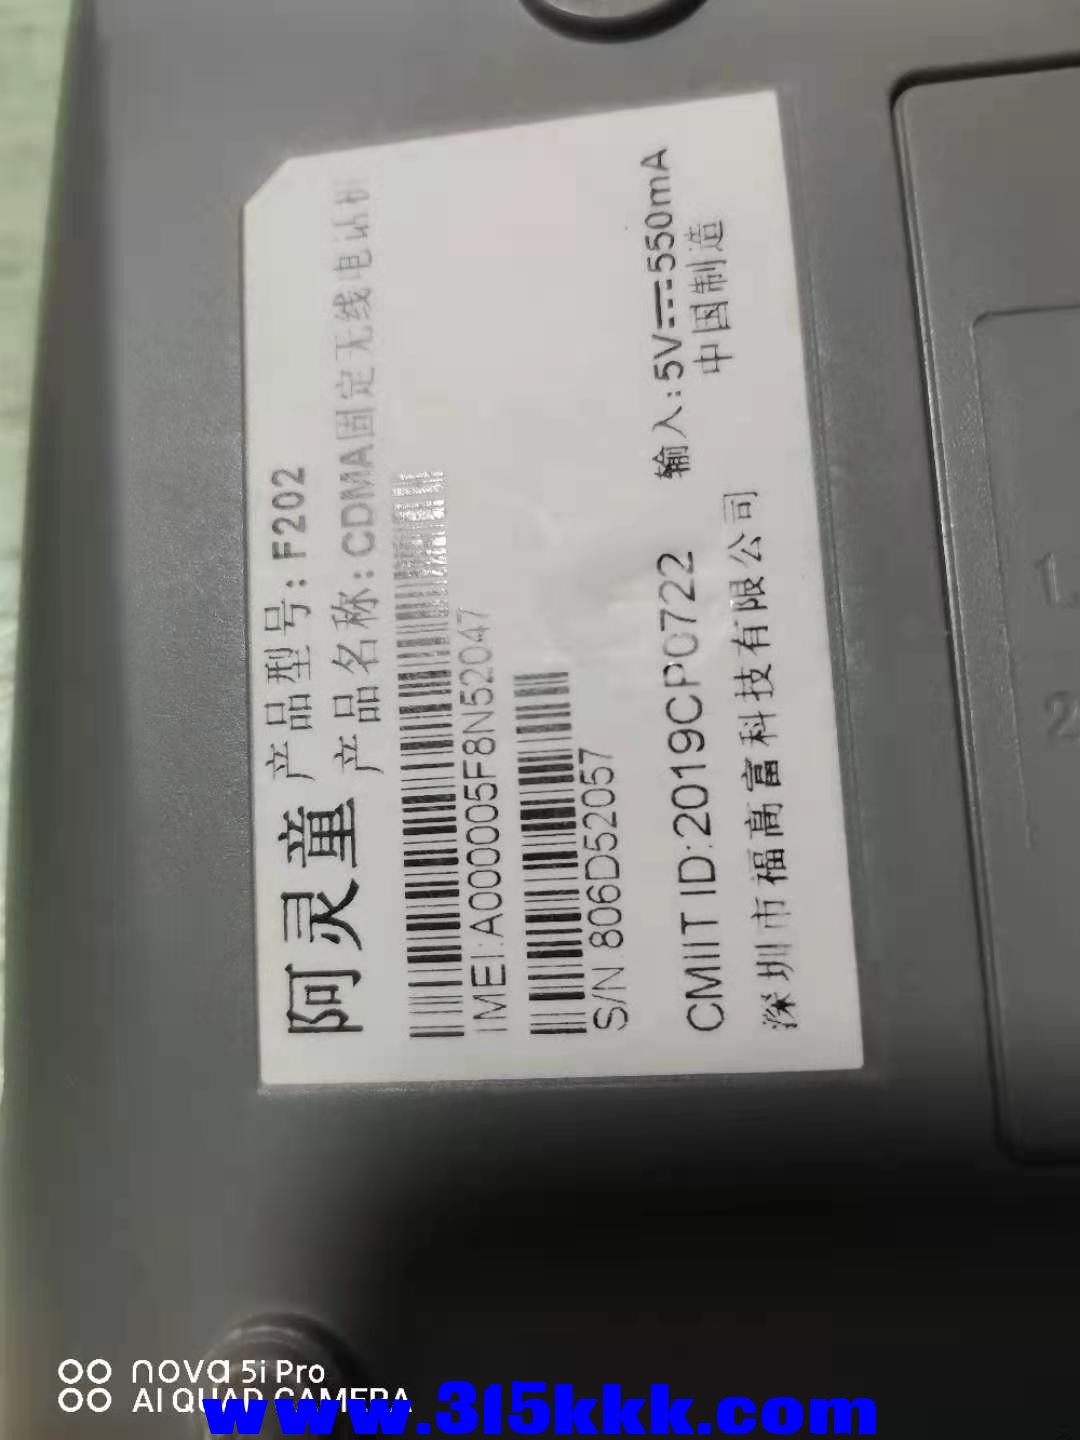 阿灵童
产品型号:F202
产品名称:CDMA固定无线电话机
IMEI:A000005F8N52047
S/N:806D52057
CMIIT ID:2019CP0722
输入:5V⎓550mA
深圳市福高富科技有限公司
中国制造
1
2
nova 5i Pro
AI QUAD CAMERA
www.315kkk.com